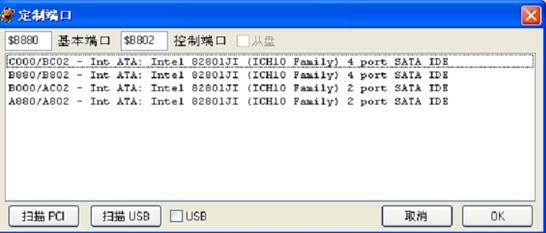 定制端口
$B880 基本端口 $B802 控制端口 从盘
C000/BC02 - Int ATA: Intel 82801JI (ICH10 Family) 4 port SATA IDE
B880/B802 - Int ATA: Intel 82801JI (ICH10 Family) 4 port SATA IDE
B000/AC02 - Int ATA: Intel 82801JI (ICH10 Family) 2 port SATA IDE
A880/A802 - Int ATA: Intel 82801JI (ICH10 Family) 2 port SATA IDE
扫描 PCI 扫描 USB USB 取消 OK